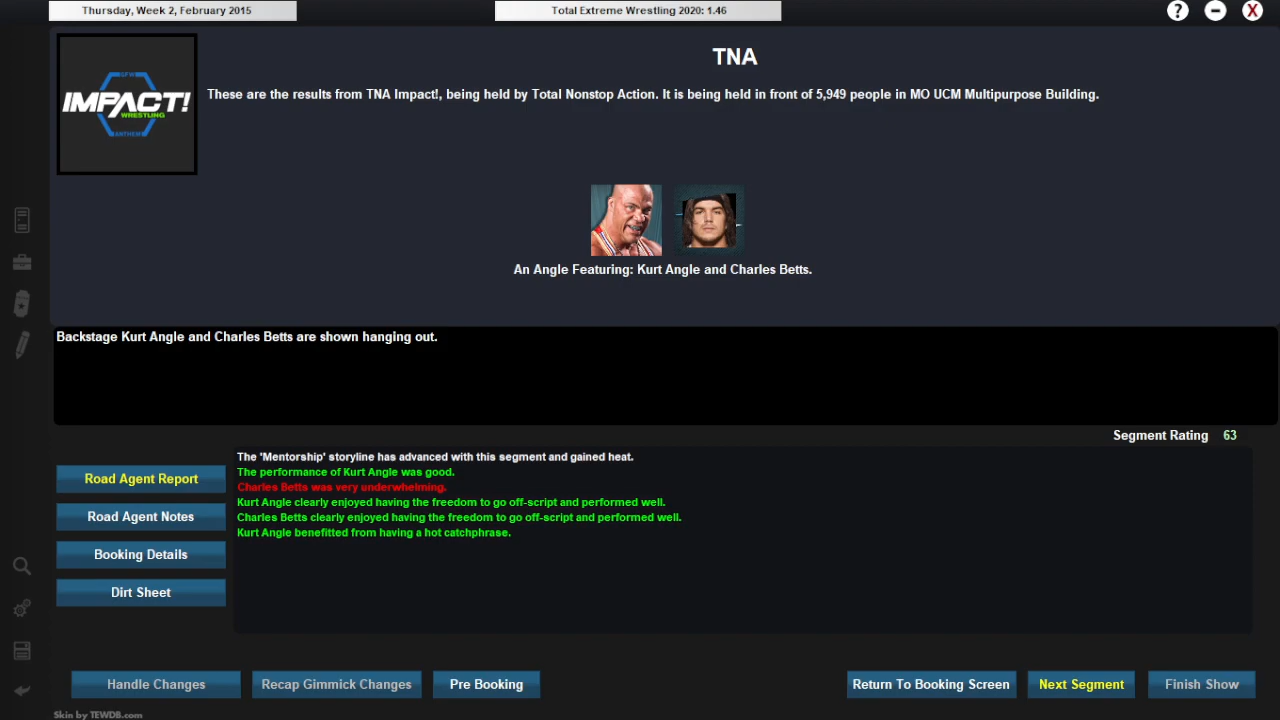 Thursday, Week 2, February 2015
Total Extreme Wrestling 2020: 1.46
?
X
TNA
GFW
IMPACT!
WRESTLING
ANTHEM
These are the results from TNA Impact!, being held by Total Nonstop Action. It is being held in front of 5,949 people in MO UCM Multipurpose Building.
An Angle Featuring: Kurt Angle and Charles Betts.
Backstage Kurt Angle and Charles Betts are shown hanging out.
Segment Rating 63
Road Agent Report
Road Agent Notes
Booking Details
Dirt Sheet
The 'Mentorship' storyline has advanced with this segment and gained heat.
The performance of Kurt Angle was good.
Charles Betts was very underwhelming.
Kurt Angle clearly enjoyed having the freedom to go off-script and performed well.
Charles Betts clearly enjoyed having the freedom to go off-script and performed well.
Kurt Angle benefitted from having a hot catchphrase.
Handle Changes
Recap Gimmick Changes
Pre Booking
Return To Booking Screen
Next Segment
Finish Show
Skin by TEWDB.com